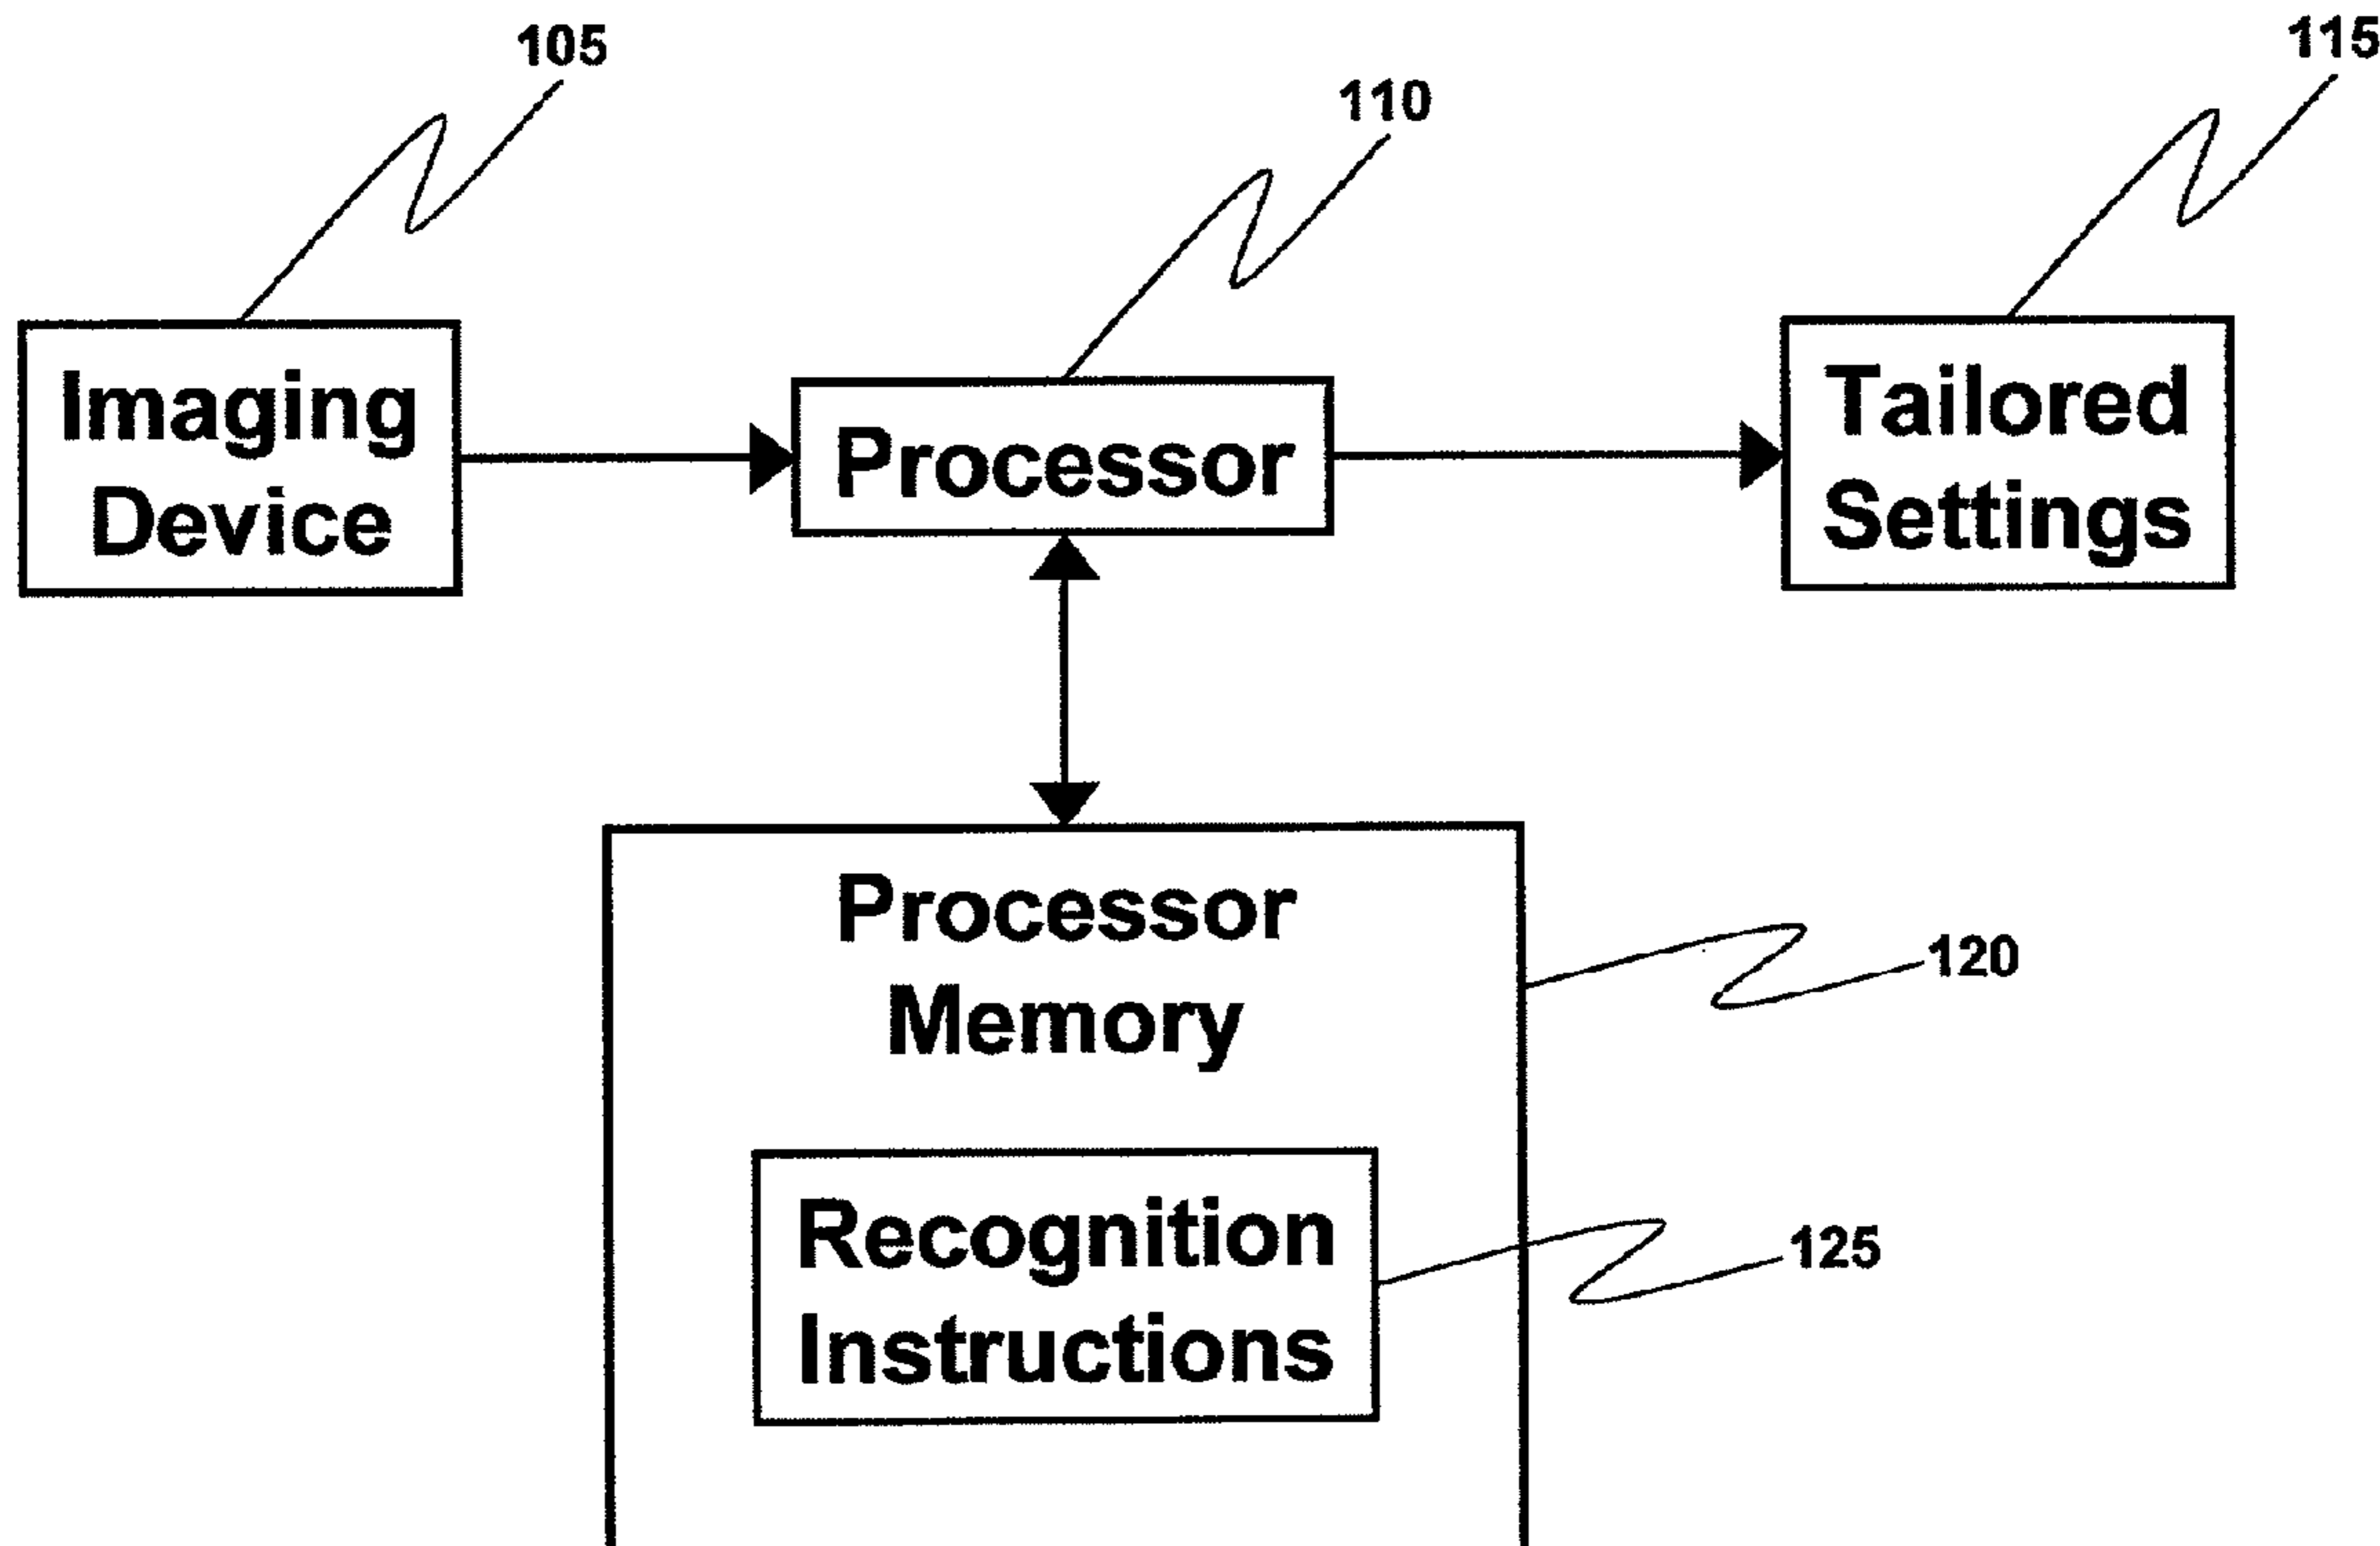 105
110
115
Imaging
Device
Processor
Tailored
Settings
Processor
Memory
120
Recognition
Instructions
125